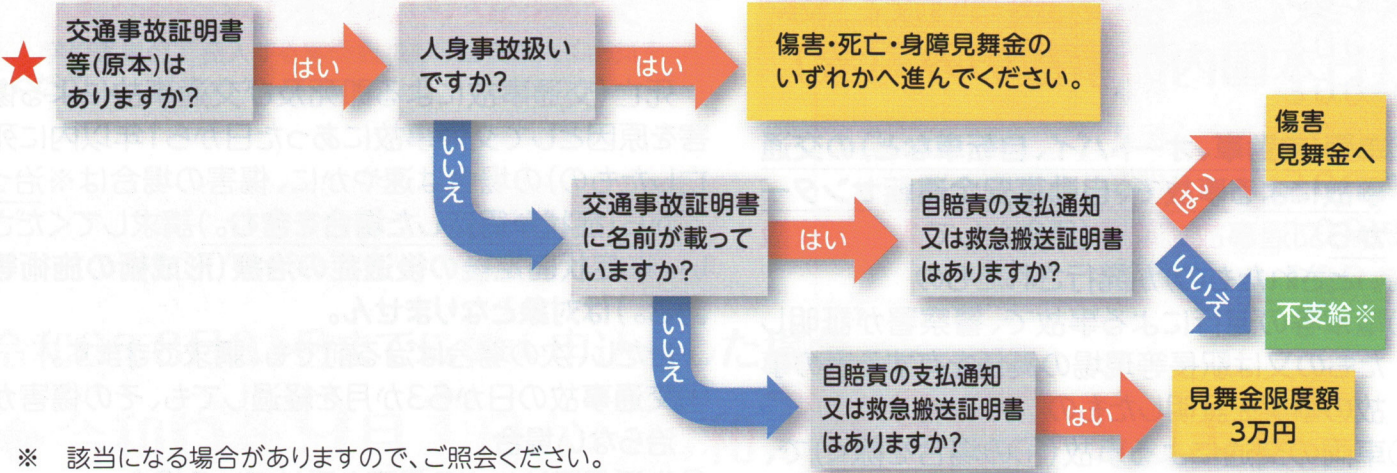 交通事故証明書
等(原本)は
ありますか?
はい
人身事故扱い
ですか?
はい
傷害・死亡・身障見舞金の
いずれかへ進んでください。
いいえ
交通事故証明書
に名前が載って
いますか?
はい
自賠責の支払通知
又は救急搬送証明書
はありますか?
はい
傷害
見舞金へ
いいえ
不支給※
いいえ
自賠責の支払通知
又は救急搬送証明書
はありますか?
はい
見舞金限度額
3万円
※ 該当になる場合がありますので、ご照会ください。